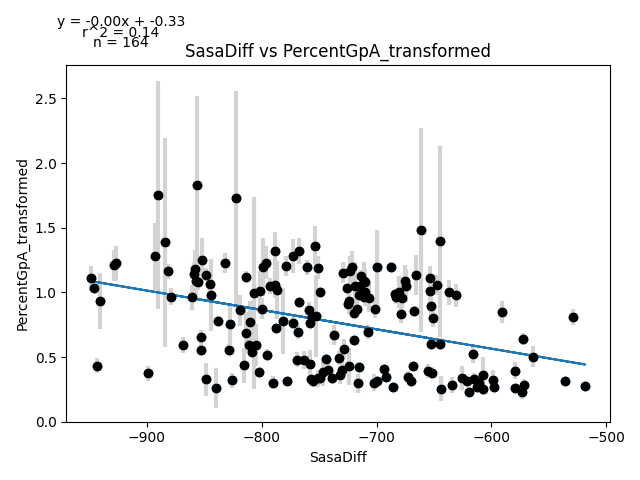 y = -0.00x + -0.33
r^2 = 0.14
n = 164
SasaDiff vs PercentGpA_transformed
PercentGpA_transformed
2.5
2.0
1.5
1.0
0.5
0.0
−900
−800
−700
−600
−500
SasaDiff